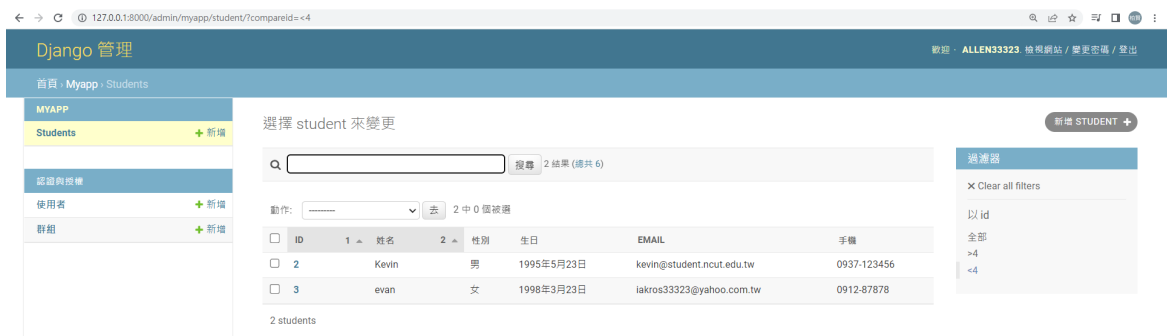 127.0.0.1:8000/admin/myapp/student/?compareid=<4
Django 管理
歡迎, ALLEN33323. 檢視網站 / 變更密碼 / 登出
首頁 › Myapp › Students
MYAPP
Students + 新增
認證與授權
使用者 + 新增
群組 + 新增
選擇 student 來變更
新增 STUDENT +
搜尋 2 結果 (總共 6)
動作: --------- 去 2 中 0 個被選
ID 1 姓名 2 性別 生日 EMAIL 手機
2 Kevin 男 1995年5月23日 kevin@student.ncut.edu.tw 0937-123456
3 evan 女 1998年3月23日 iakros33323@yahoo.com.tw 0912-87878
2 students
過濾器
✕ Clear all filters
以 id
全部
>4
<4